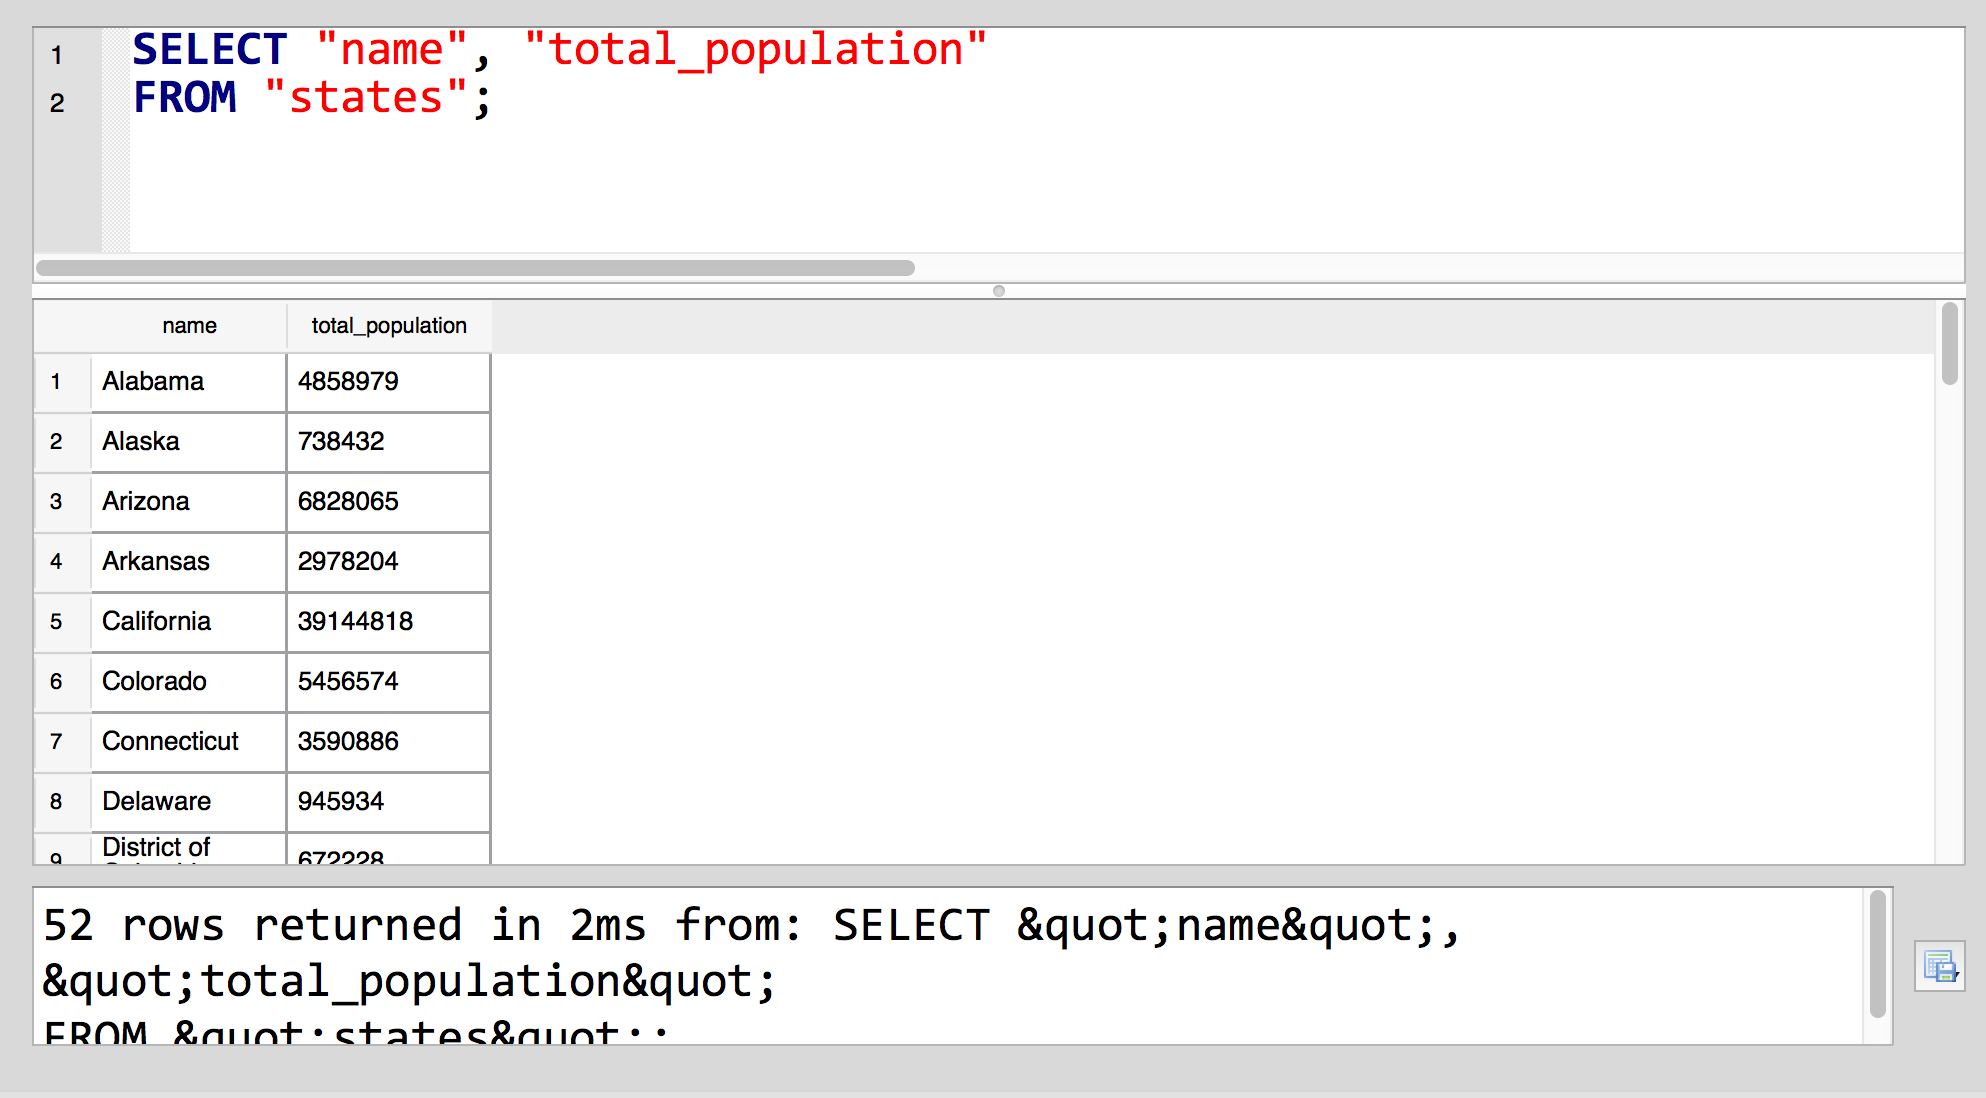 1 SELECT "name", "total_population"
2 FROM "states";
name total_population
1 Alabama 4858979
2 Alaska 738432
3 Arizona 6828065
4 Arkansas 2978204
5 California 39144818
6 Colorado 5456574
7 Connecticut 3590886
8 Delaware 945934
9 District of 672228
52 rows returned in 2ms from: SELECT &quot;name&quot;,
&quot;total_population&quot;
FROM &quot;states&quot;;